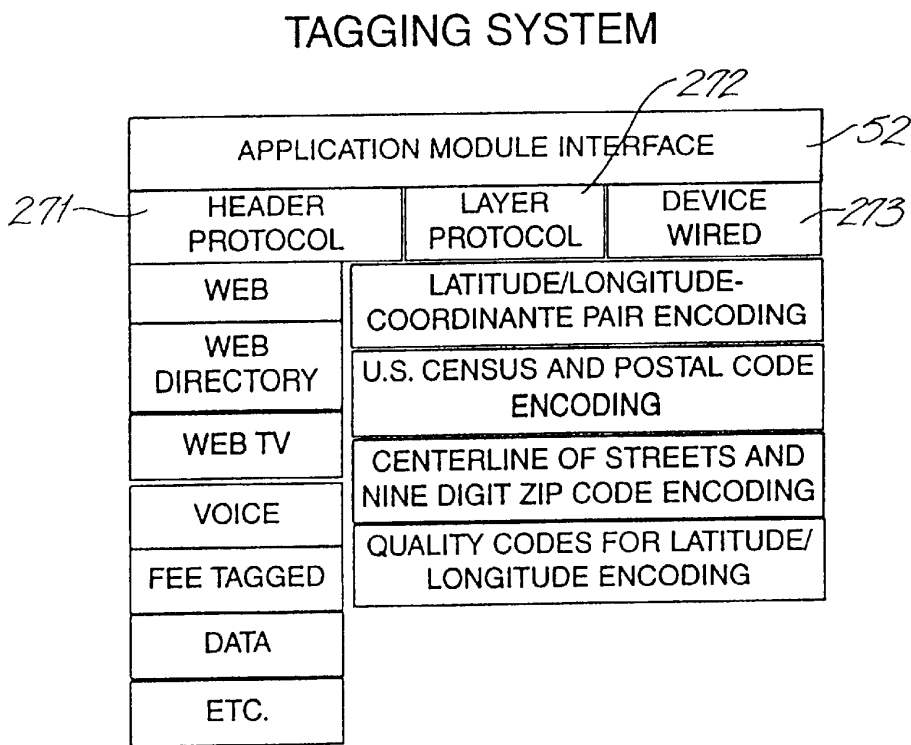 TAGGING SYSTEM
272
APPLICATION MODULE INTERFACE
52
271
HEADER
PROTOCOL
LAYER
PROTOCOL
DEVICE
WIRED
273
WEB
WEB
DIRECTORY
WEB TV
VOICE
FEE TAGGED
DATA
ETC.
LATITUDE/LONGITUDE-
COORDINANTE PAIR ENCODING
U.S. CENSUS AND POSTAL CODE
ENCODING
CENTERLINE OF STREETS AND
NINE DIGIT ZIP CODE ENCODING
QUALITY CODES FOR LATITUDE/
LONGITUDE ENCODING